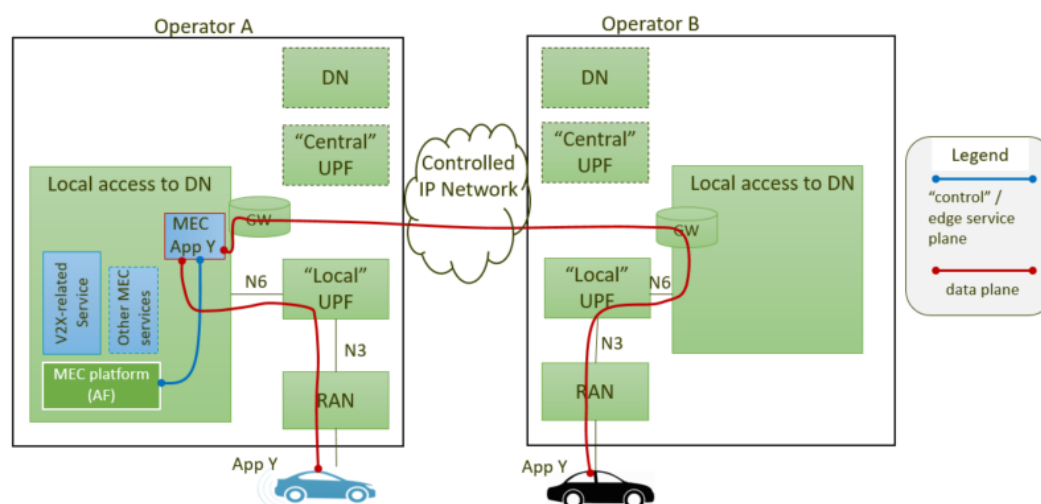 Operator A
DN
“Central”
UPF
Local access to DN
MEC
App Y
GW
V2X-related
Service
Other MEC
services
MEC platform
(AF)
N6
“Local”
UPF
N3
RAN
App Y
Controlled
IP Network
Operator B
DN
“Central”
UPF
Local access to DN
GW
“Local”
UPF
N6
N3
RAN
App Y
Legend
“control” /
edge service
plane
data plane